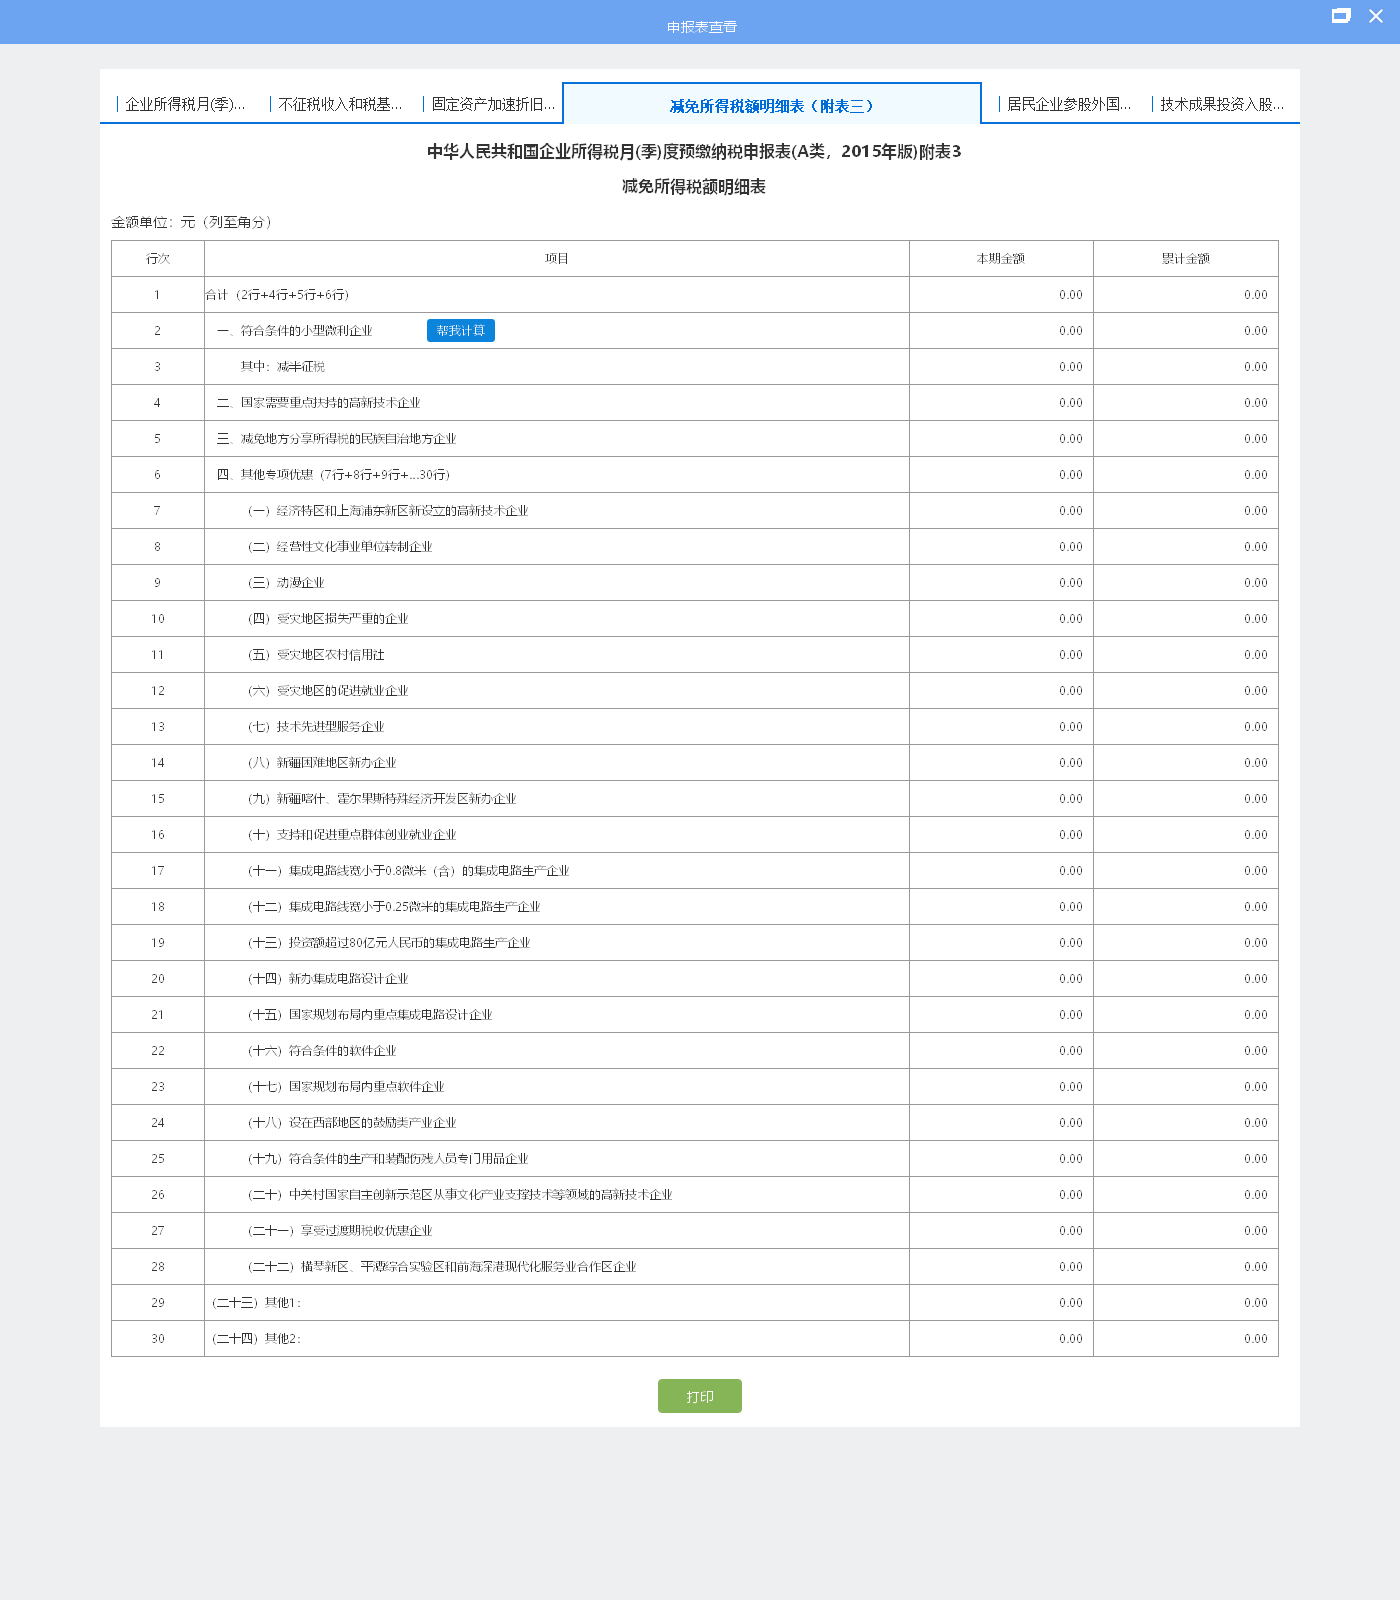 申报表查看
企业所得税月(季)... 不征税收入和税基... 固定资产加速折旧... 减免所得税额明细表（附表三） 居民企业参股外国... 技术成果投资入股...
中华人民共和国企业所得税月(季)度预缴纳税申报表(A类，2015年版)附表3
减免所得税额明细表
金额单位：元（列至角分）
行次 项目 本期金额 累计金额
1 合计（2行+4行+5行+6行） 0.00 0.00
2 一、符合条件的小型微利企业 帮我计算 0.00 0.00
3 其中：减半征税 0.00 0.00
4 二、国家需要重点扶持的高新技术企业 0.00 0.00
5 三、减免地方分享所得税的民族自治地方企业 0.00 0.00
6 四、其他专项优惠（7行+8行+9行+...30行） 0.00 0.00
7 （一）经济特区和上海浦东新区新设立的高新技术企业 0.00 0.00
8 （二）经营性文化事业单位转制企业 0.00 0.00
9 （三）动漫企业 0.00 0.00
10 （四）受灾地区损失严重的企业 0.00 0.00
11 （五）受灾地区农村信用社 0.00 0.00
12 （六）受灾地区的促进就业企业 0.00 0.00
13 （七）技术先进型服务企业 0.00 0.00
14 （八）新疆困难地区新办企业 0.00 0.00
15 （九）新疆喀什、霍尔果斯特殊经济开发区新办企业 0.00 0.00
16 （十）支持和促进重点群体创业就业企业 0.00 0.00
17 （十一）集成电路线宽小于0.8微米（含）的集成电路生产企业 0.00 0.00
18 （十二）集成电路线宽小于0.25微米的集成电路生产企业 0.00 0.00
19 （十三）投资额超过80亿元人民币的集成电路生产企业 0.00 0.00
20 （十四）新办集成电路设计企业 0.00 0.00
21 （十五）国家规划布局内重点集成电路设计企业 0.00 0.00
22 （十六）符合条件的软件企业 0.00 0.00
23 （十七）国家规划布局内重点软件企业 0.00 0.00
24 （十八）设在西部地区的鼓励类产业企业 0.00 0.00
25 （十九）符合条件的生产和装配伤残人员专门用品企业 0.00 0.00
26 （二十）中关村国家自主创新示范区从事文化产业支撑技术等领域的高新技术企业 0.00 0.00
27 （二十一）享受过渡期税收优惠企业 0.00 0.00
28 （二十二）横琴新区、平潭综合实验区和前海深港现代化服务业合作区企业 0.00 0.00
29 （二十三）其他1： 0.00 0.00
30 （二十四）其他2： 0.00 0.00
打印